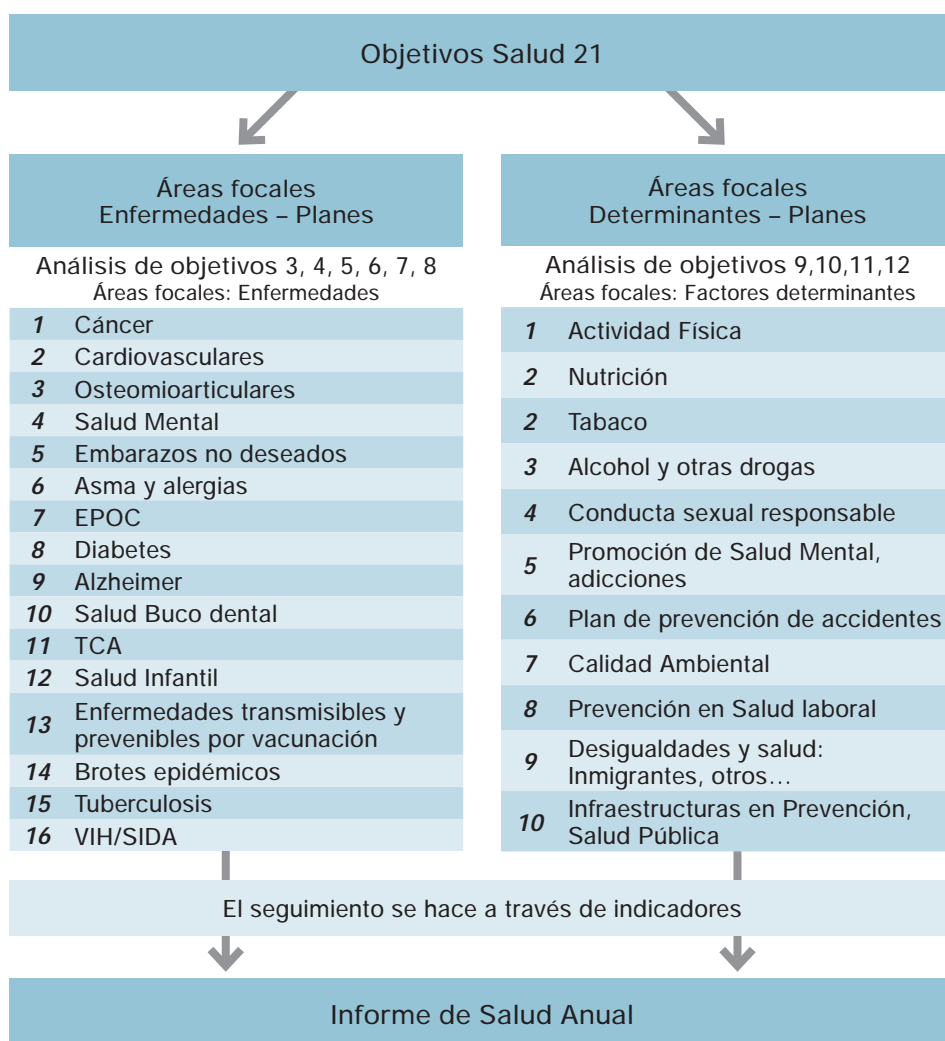 Objetivos Salud 21
Áreas focales
Enfermedades – Planes
Análisis de objetivos 3, 4, 5, 6, 7, 8
Áreas focales: Enfermedades
1 Cáncer
2 Cardiovasculares
3 Osteomioarticulares
4 Salud Mental
5 Embarazos no deseados
6 Asma y alergias
7 EPOC
8 Diabetes
9 Alzheimer
10 Salud Buco dental
11 TCA
12 Salud Infantil
13 Enfermedades transmisibles y
prevenibles por vacunación
14 Brotes epidémicos
15 Tuberculosis
16 VIH/SIDA
Áreas focales
Determinantes – Planes
Análisis de objetivos 9,10,11,12
Áreas focales: Factores determinantes
1 Actividad Física
2 Nutrición
2 Tabaco
3 Alcohol y otras drogas
4 Conducta sexual responsable
5 Promoción de Salud Mental,
adicciones
6 Plan de prevención de accidentes
7 Calidad Ambiental
8 Prevención en Salud laboral
9 Desigualdades y salud:
Inmigrantes, otros…
10 Infraestructuras en Prevención,
Salud Pública
El seguimiento se hace a través de indicadores
Informe de Salud Anual